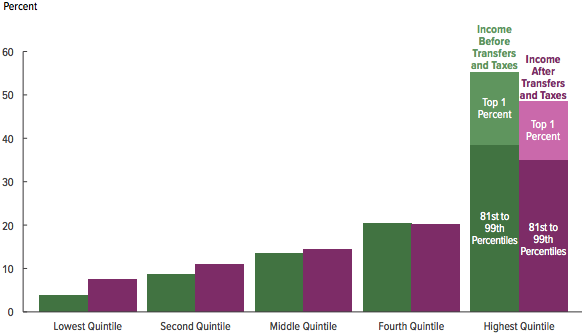 Percent
Income
Before
Transfers
and Taxes
Income
After
Transfers
and Taxes
60
50
40
30
20
10
0
Top 1
Percent
Top 1
Percent
81st to
99th
Percentiles
81st to
99th
Percentiles
Lowest Quintile
Second Quintile
Middle Quintile
Fourth Quintile
Highest Quintile